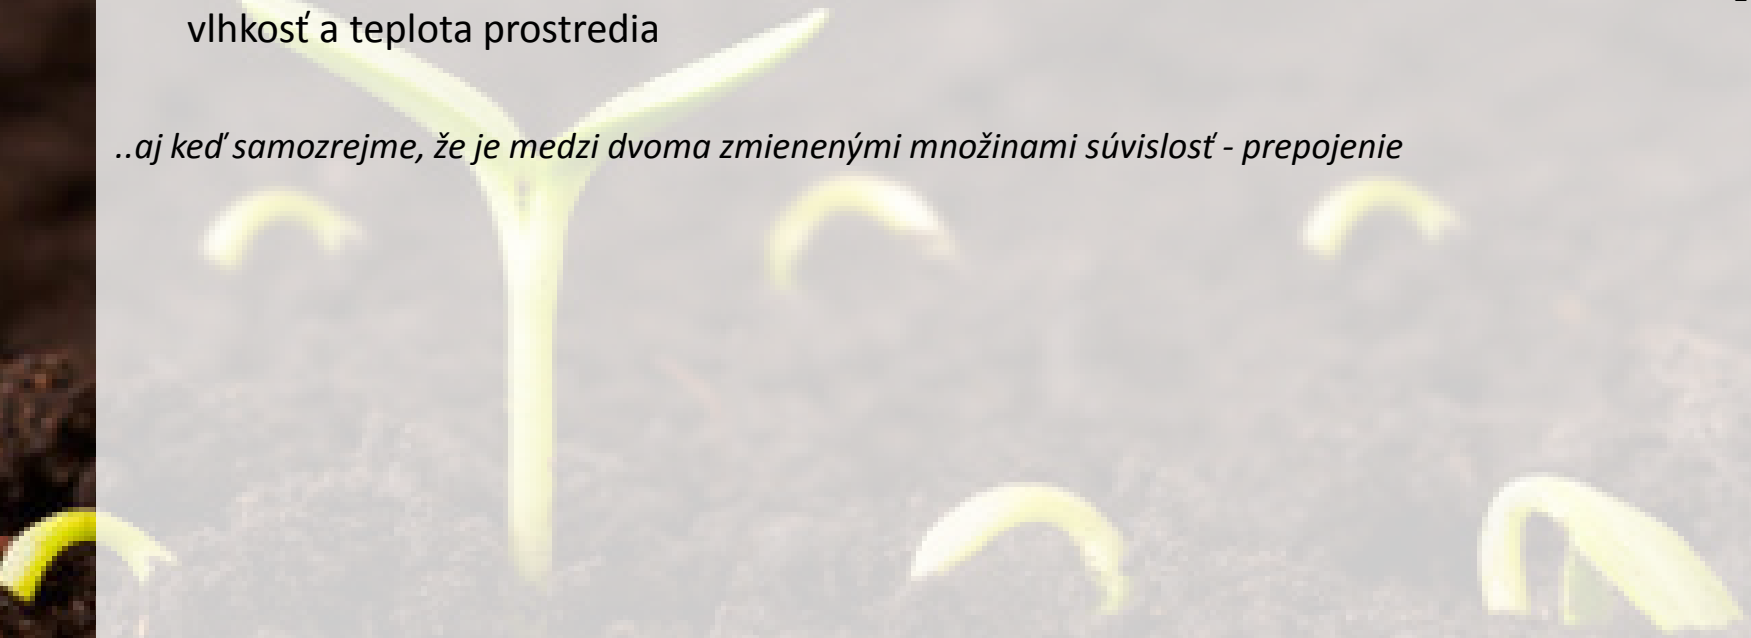 vlhkosť a teplota prostredia
..aj keď samozrejme, že je medzi dvoma zmienenými množinami súvislosť - prepojenie